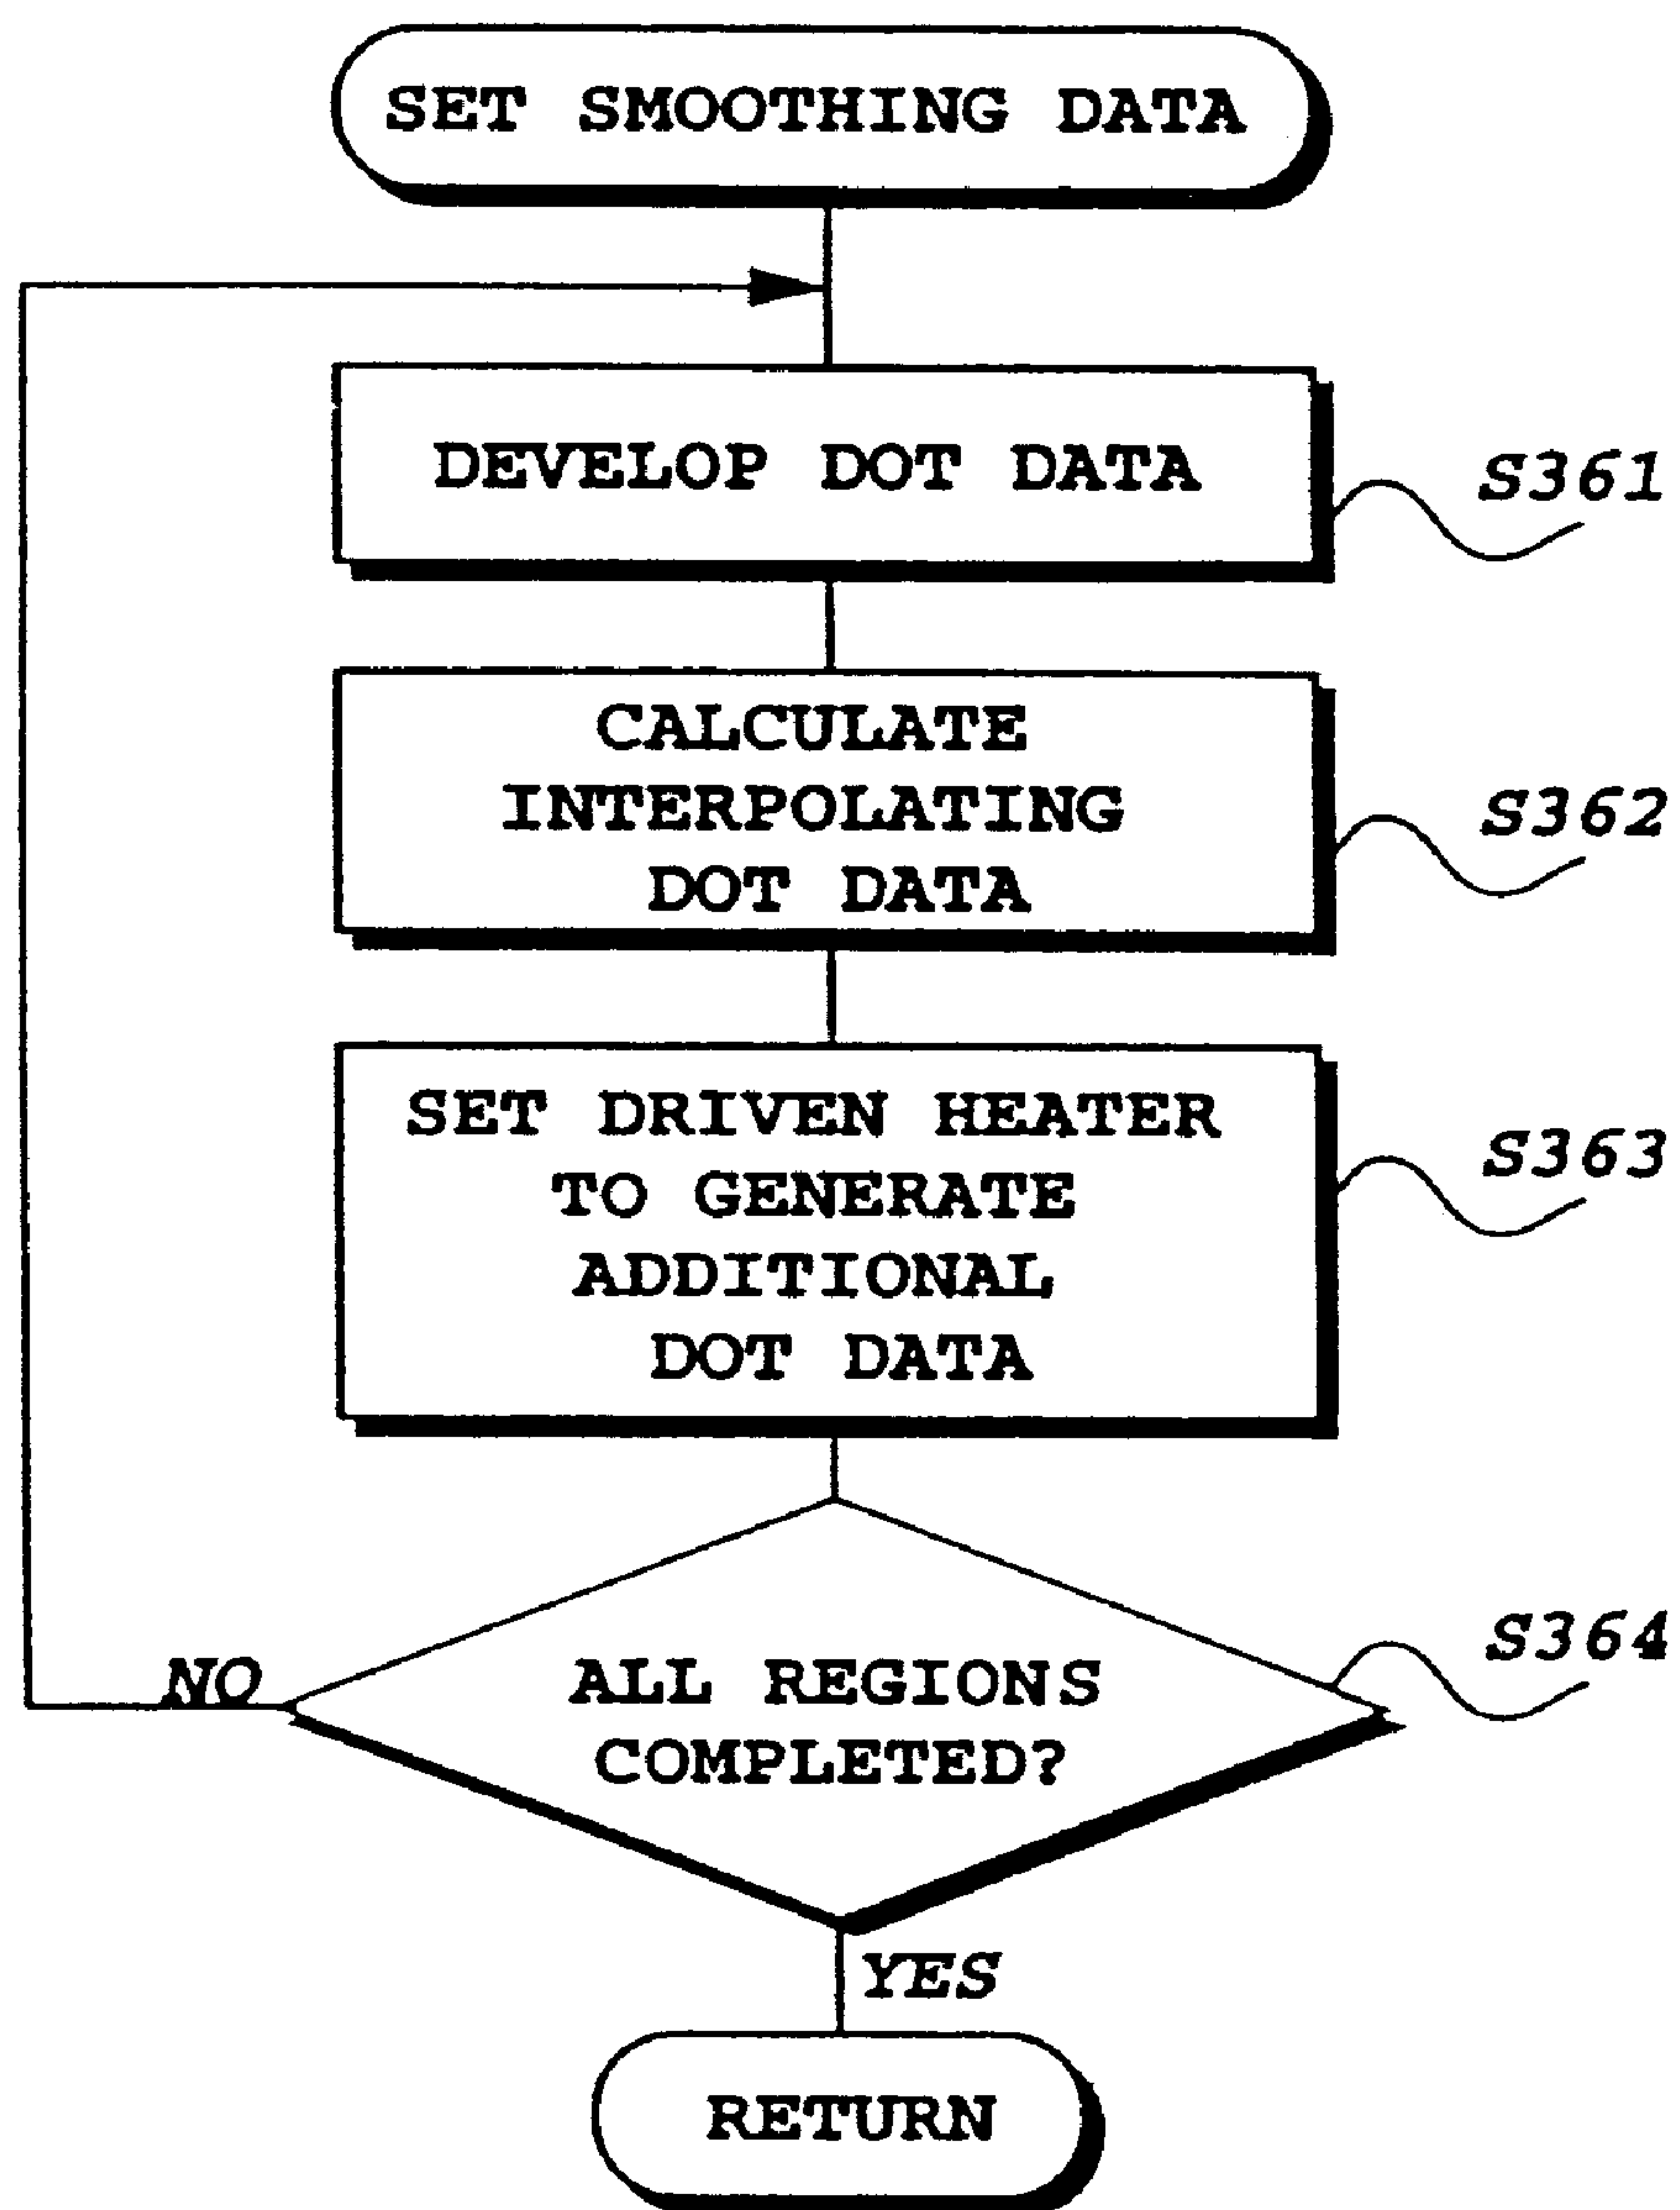 SET SMOOTHING DATA
DEVELOP DOT DATA
S361
CALCULATE
INTERPOLATING
DOT DATA
S362
SET DRIVEN HEATER
TO GENERATE
ADDITIONAL
DOT DATA
S363
ALL REGIONS
COMPLETED?
S364
NO
YES
RETURN